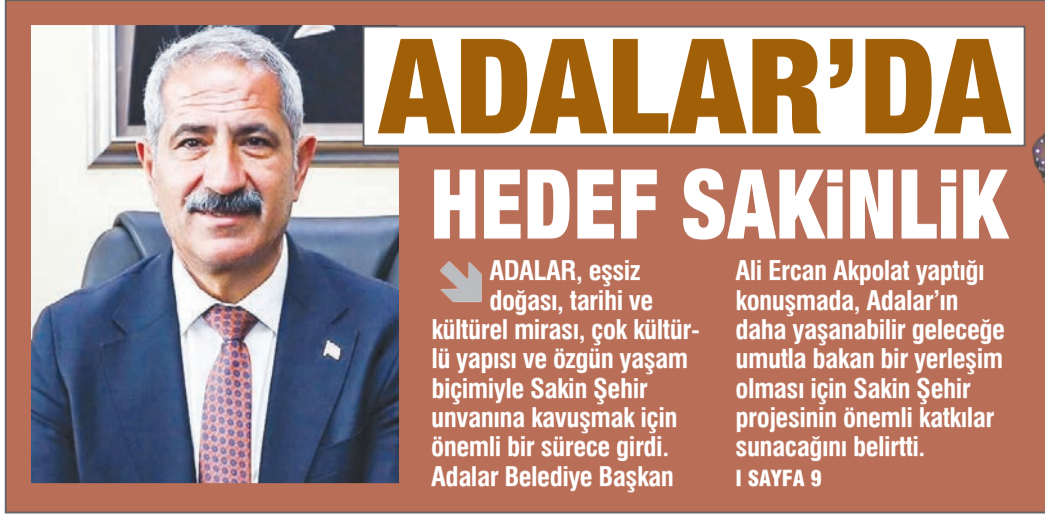 ADALAR’DA
HEDEF SAKiNLiK
ADALAR, eşsiz
doğası, tarihi ve
kültürel mirası, çok kültür-
lü yapısı ve özgün yaşam
biçimiyle Sakin Şehir
unvanına kavuşmak için
önemli bir sürece girdi.
Adalar Belediye Başkan
Ali Ercan Akpolat yaptığı
konuşmada, Adalar’ın
daha yaşanabilir geleceğe
umutla bakan bir yerleşim
olması için Sakin Şehir
projesinin önemli katkılar
sunacağını belirtti.
I SAYFA 9